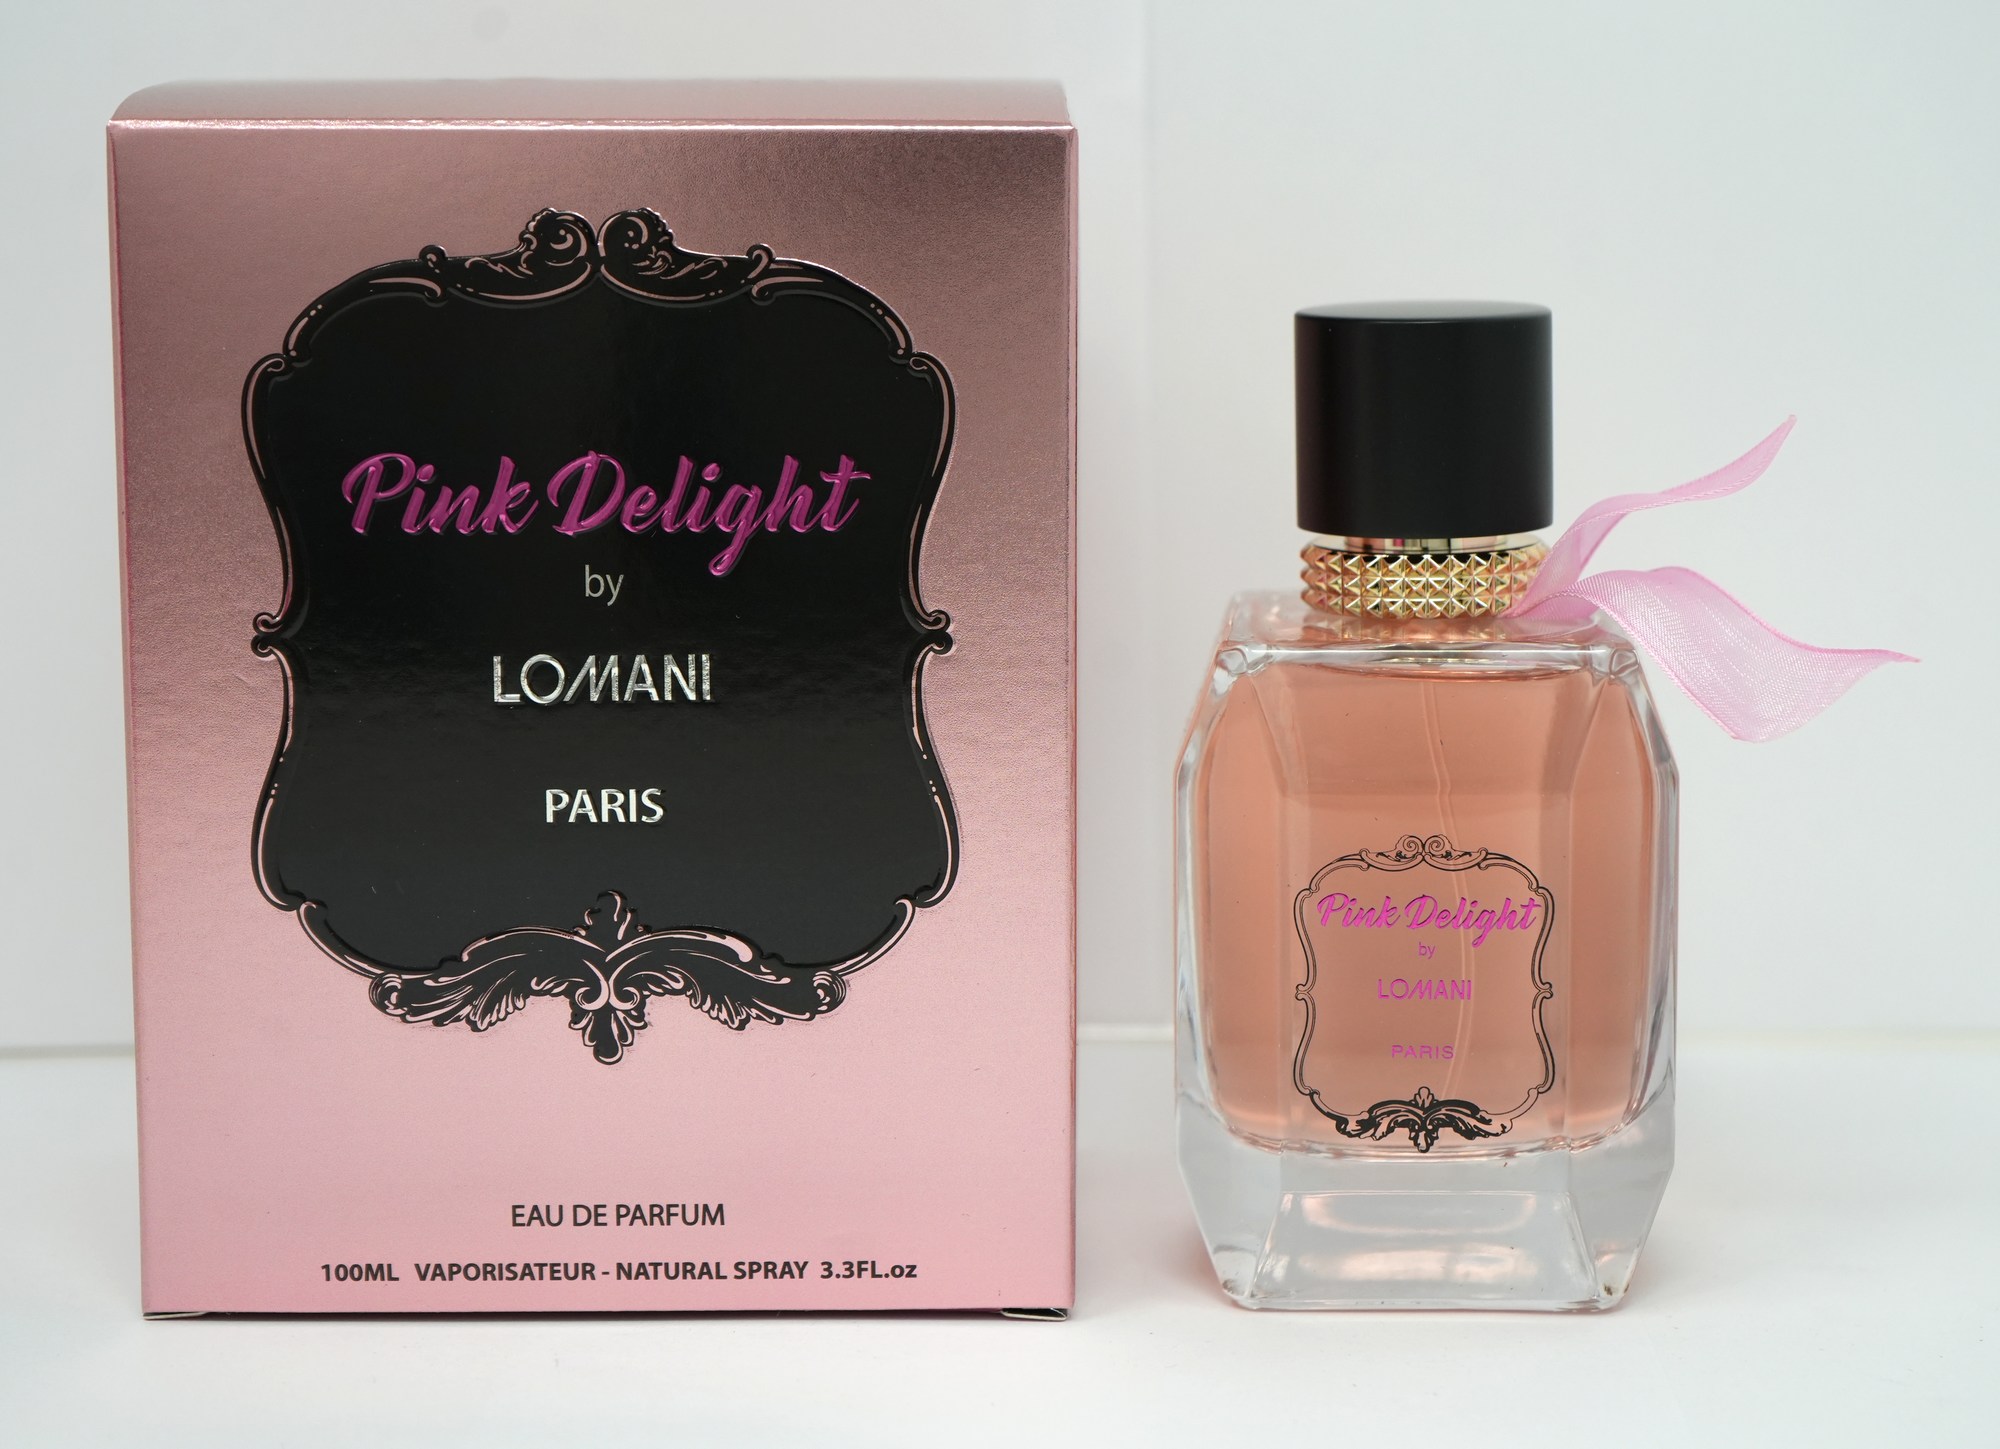 Pink Delight
by
LOMANI
PARIS
EAU DE PARFUM
100ML VAPORISATEUR - NATURAL SPRAY 3.3FL.oz
Pink Delight
by
LOMANI
PARIS